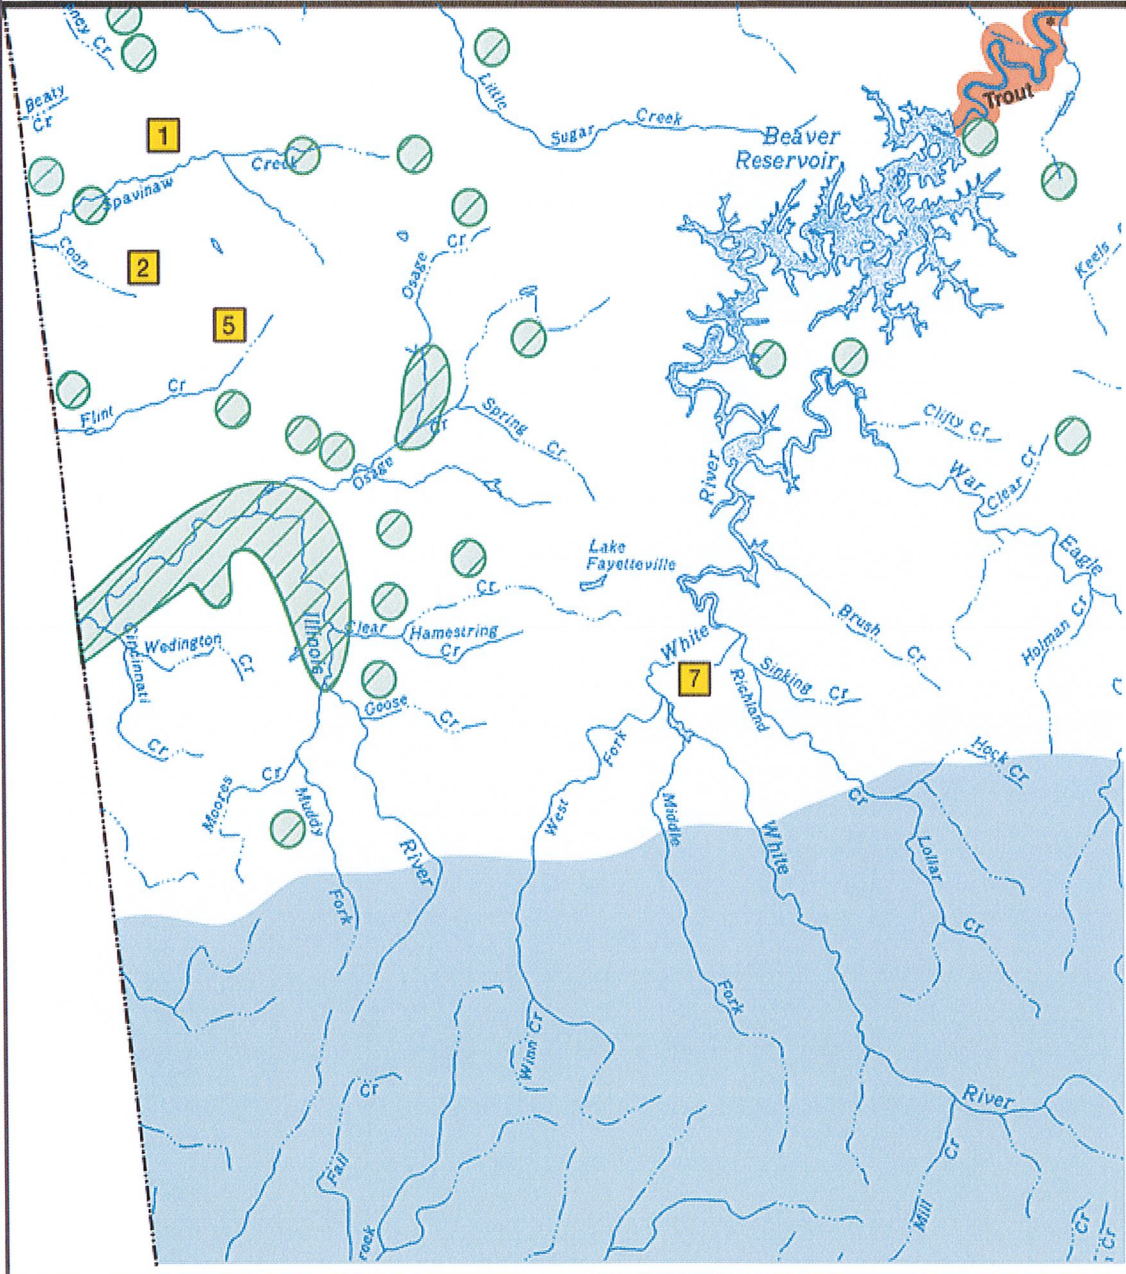 ney Cr
Beaty
Cr
Little
Sugar
Creek
Trout
*
Beaver
Reservoir
1
Spavinaw
Creek
Coon
2
Osage
Cr
Keels
5
Flint
Cr
Spring
Cr
Osage
Cr
River
Clifty Cr
War
Clear Cr
Eagle
Lake
Fayetteville
Cr
Clear
Hamestring
Cr
Brush
Cr
Holman Cr
Cincinnati
Cr
Wedington
Cr
Illinois
White
7
Richland
Sinking
Cr
Goose
Cr
Moores
Cr
Muddy
Fork
River
West
Fork
Middle
Fork
White
Cr
Hock
Cr
Lollar
Cr
Winn Cr
Cr
Fall
rock
River
Mill
Cr
Cr
Cr